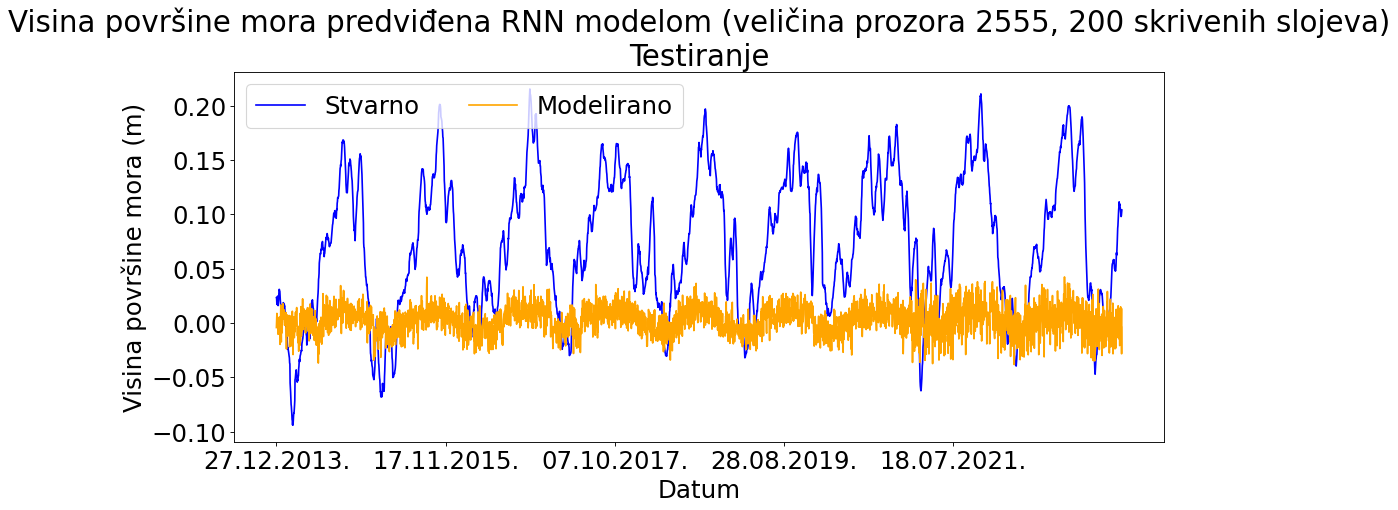 Visina površine mora predviđena RNN modelom (veličina prozora 2555, 200 skrivenih slojeva)
Testiranje
Stvarno Modelirano
Visina površine mora (m)
0.20
0.15
0.10
0.05
0.00
−0.05
−0.10
27.12.2013. 17.11.2015. 07.10.2017. 28.08.2019. 18.07.2021.
Datum